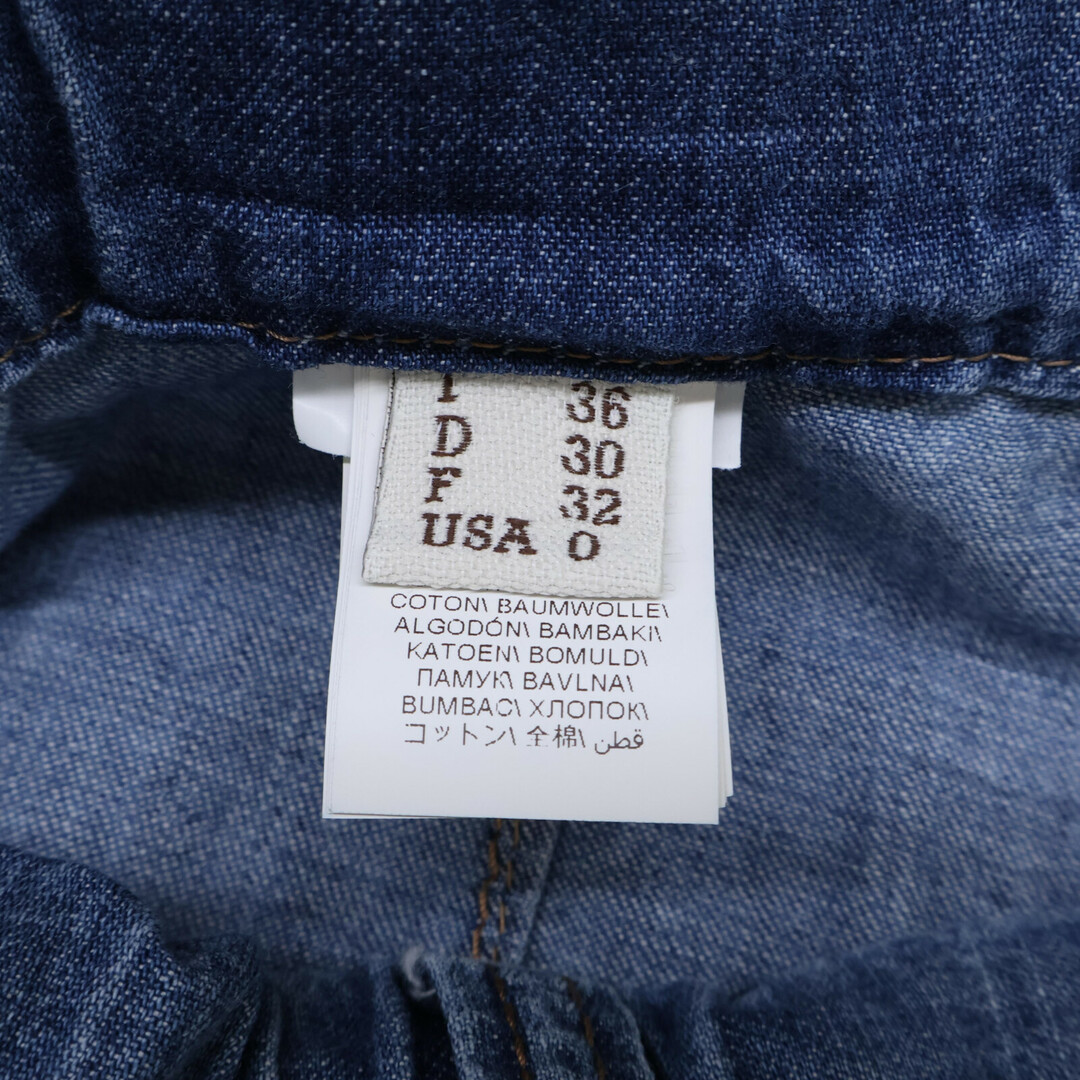 I 36
D 30
F 32
USA 0
COTON\ BAUMWOLLE\
ALGODÓN\ BAMBAKI\
KATOEN\ BOMULD\
ПАМУК\ BAVLNA\
BUMBAC\ ХЛОПОК\
コットン\ 全棉\ قطن